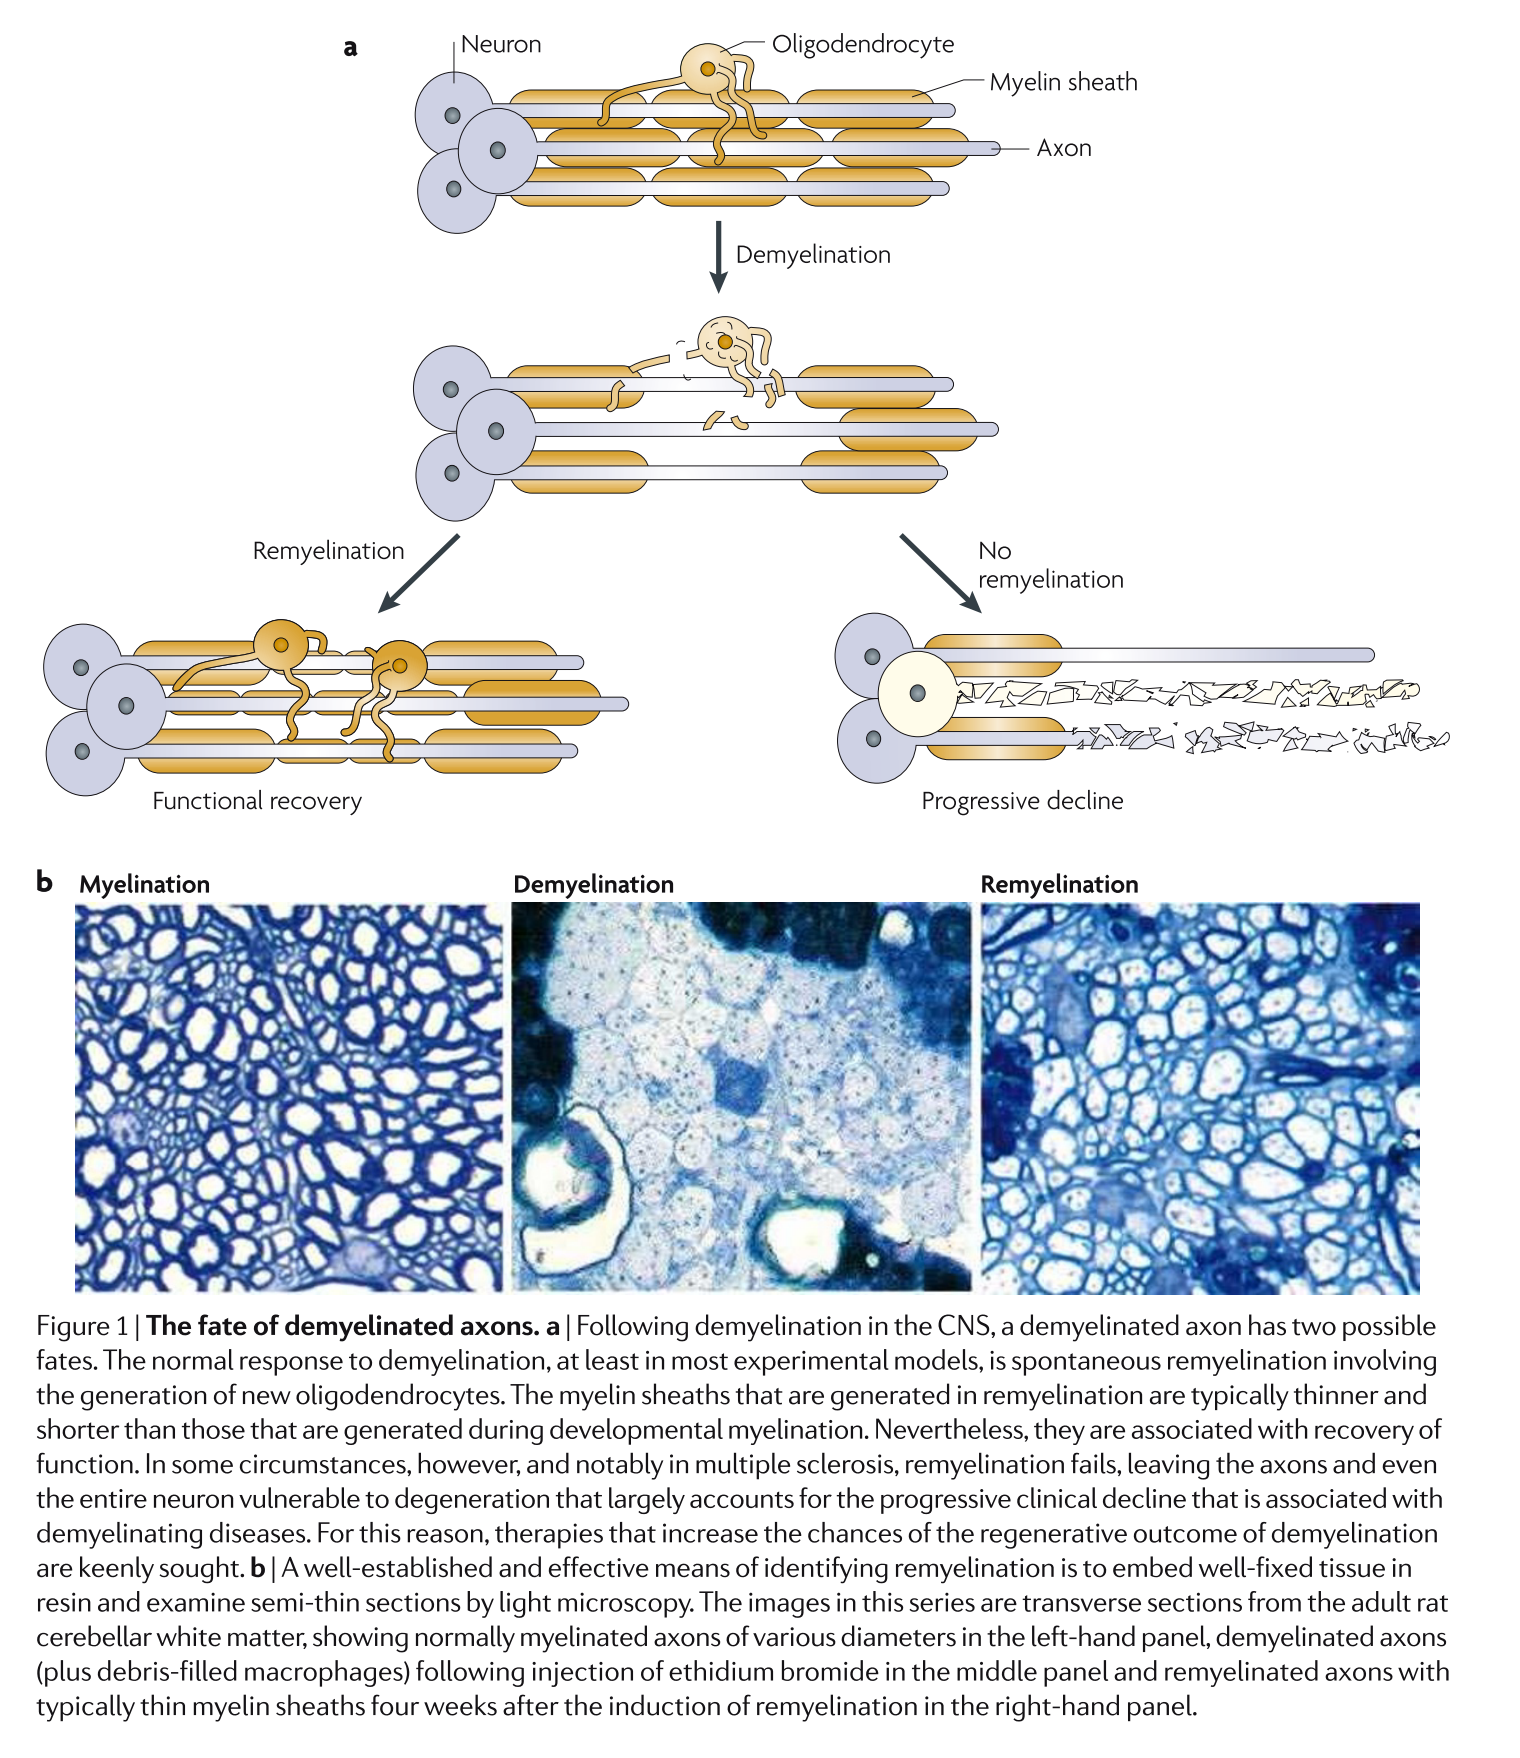 a
Neuron
Oligodendrocyte
Myelin sheath
Axon
Demyelination
Remyelination
No
remyelination
Functional recovery
Progressive decline
b
Myelination
Demyelination
Remyelination
Figure 1 | The fate of demyelinated axons. a | Following demyelination in the CNS, a demyelinated axon has two possible
fates. The normal response to demyelination, at least in most experimental models, is spontaneous remyelination involving
the generation of new oligodendrocytes. The myelin sheaths that are generated in remyelination are typically thinner and
shorter than those that are generated during developmental myelination. Nevertheless, they are associated with recovery of
function. In some circumstances, however, and notably in multiple sclerosis, remyelination fails, leaving the axons and even
the entire neuron vulnerable to degeneration that largely accounts for the progressive clinical decline that is associated with
demyelinating diseases. For this reason, therapies that increase the chances of the regenerative outcome of demyelination
are keenly sought. b | A well-established and effective means of identifying remyelination is to embed well-fixed tissue in
resin and examine semi-thin sections by light microscopy. The images in this series are transverse sections from the adult rat
cerebellar white matter, showing normally myelinated axons of various diameters in the left-hand panel, demyelinated axons
(plus debris-filled macrophages) following injection of ethidium bromide in the middle panel and remyelinated axons with
typically thin myelin sheaths four weeks after the induction of remyelination in the right-hand panel.